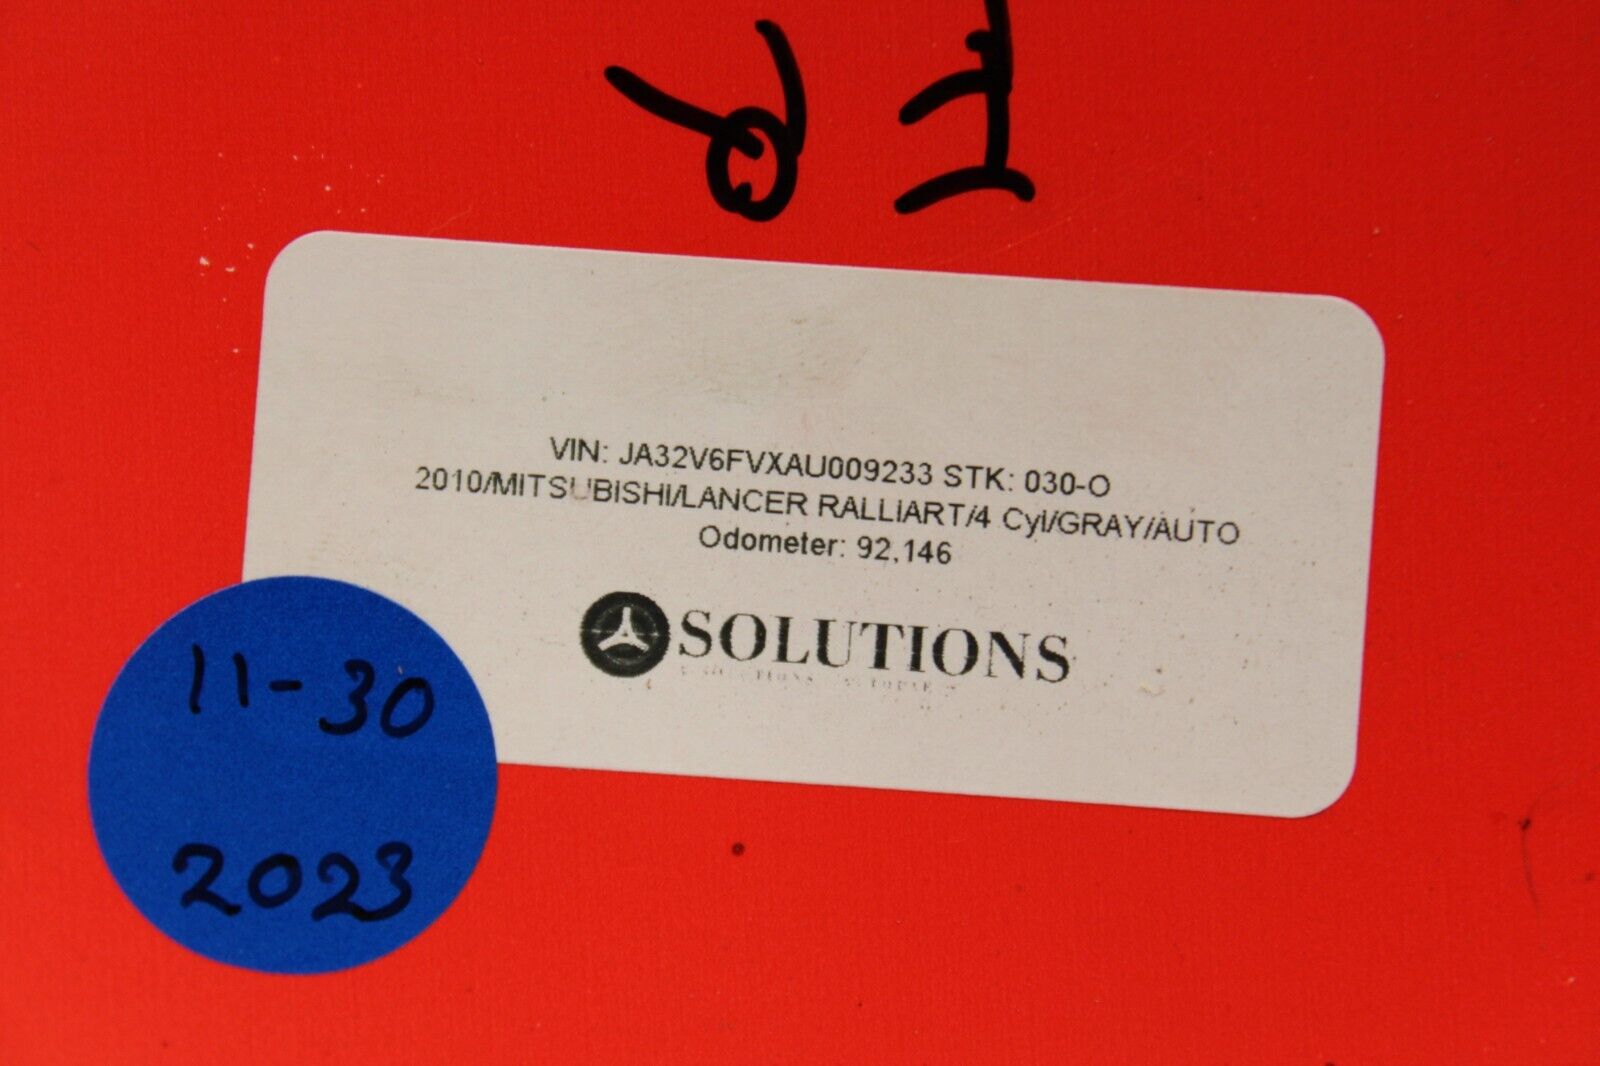 FR
VIN: JA32V6FVXAU009233 STK: 030-O
2010/MITSUBISHI/LANCER RALLIART/4 Cyl/GRAY/AUTO
Odometer: 92,146
SOLUTIONS
11-30
2023